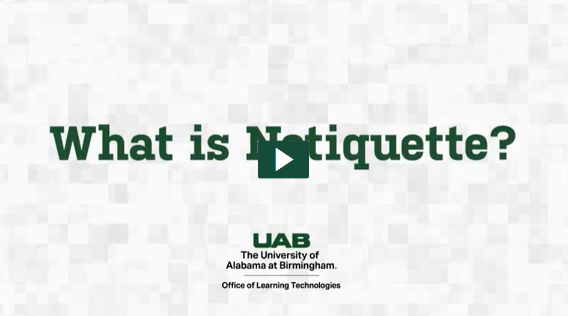 What is Netiquette?
UAB
The University of
Alabama at Birmingham.
Office of Learning Technologies